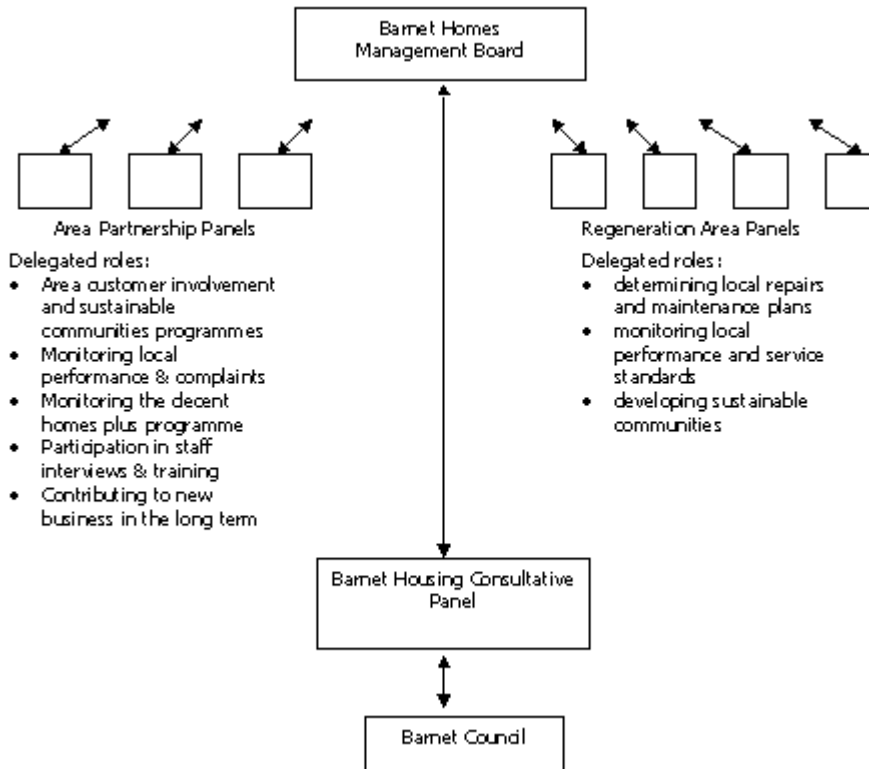 Barnet Homes
Management Board
Area Partnership Panels
Delegated roles:
• Area customer involvement
and sustainable
communities programmes
• Monitoring local
performance & complaints
• Monitoring the decent
homes plus programme
• Participation in staff
interviews & training
• Contributing to new
business in the long term
Regeneration Area Panels
Delegated roles:
• determining local repairs
and maintenance plans
• monitoring local
performance and service
standards
• developing sustainable
communities
Barnet Housing Consultative
Panel
Barnet Council